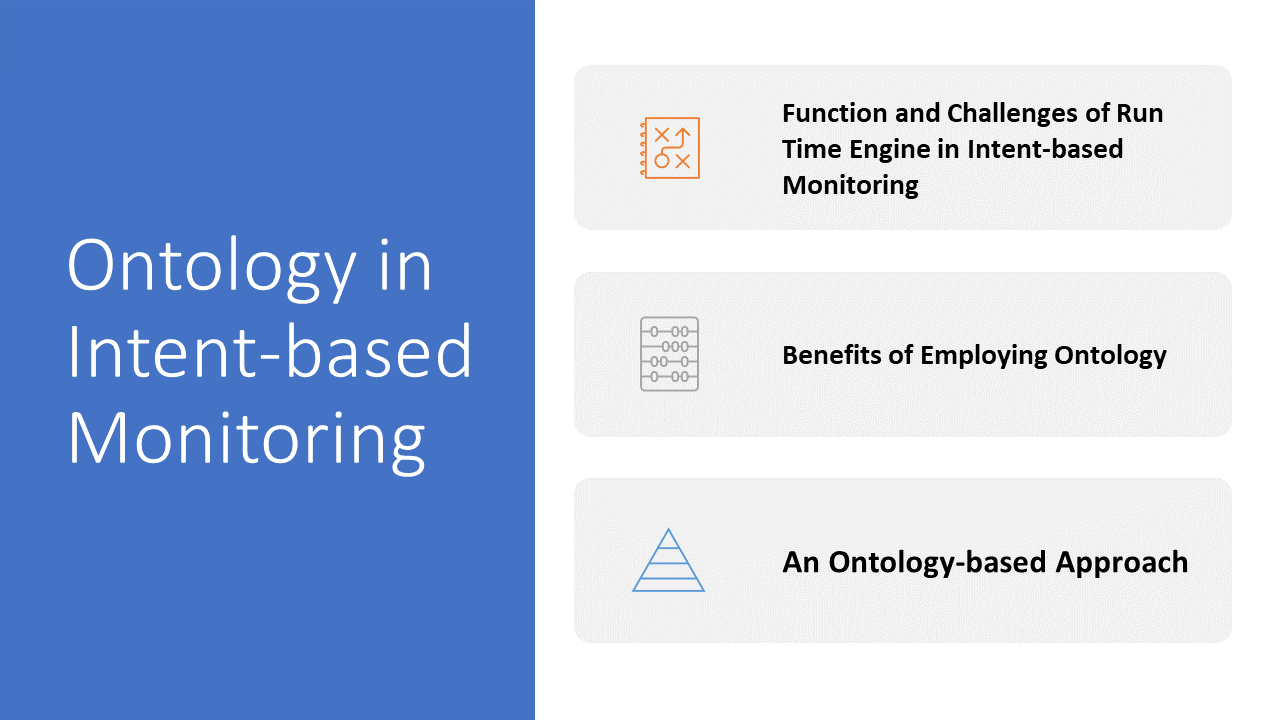 Ontology in
Intent-based
Monitoring
Function and Challenges of Run
Time Engine in Intent-based
Monitoring
Benefits of Employing Ontology
An Ontology-based Approach